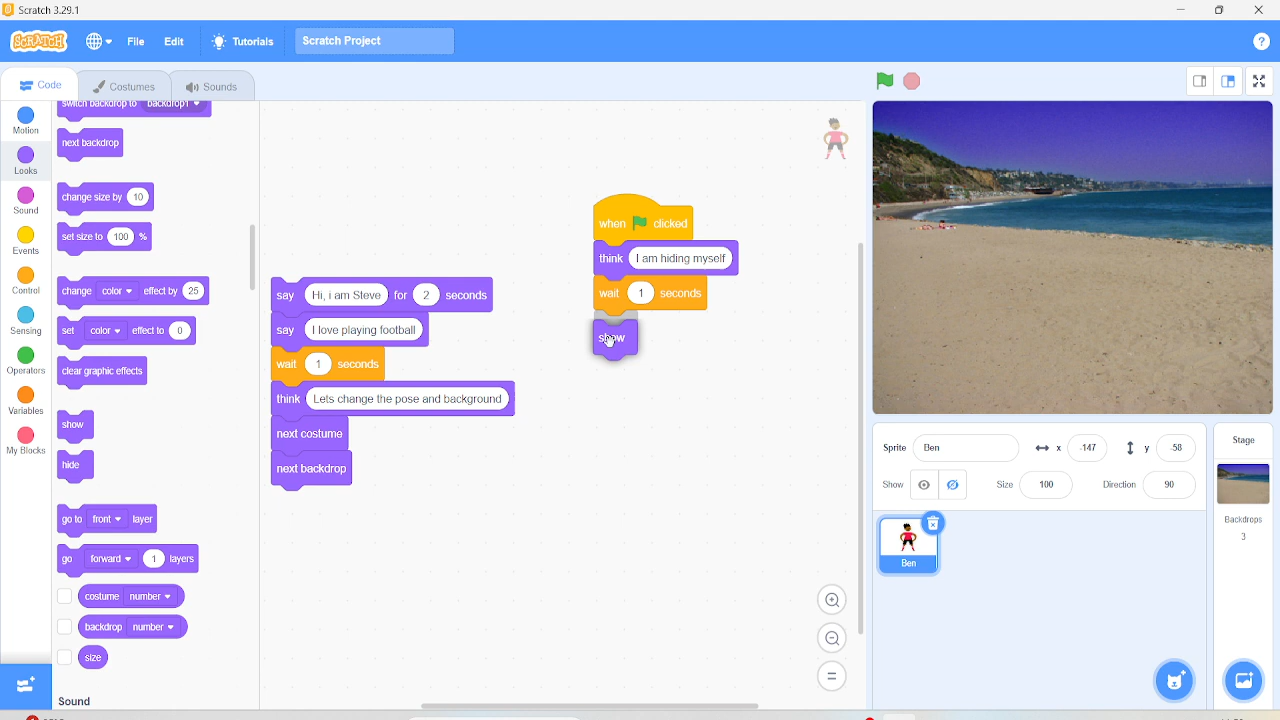 Scratch 3.29.1
SCRATCH File Edit Tutorials Scratch Project ?
Code Costumes Sounds
Motion
Looks
Sound
Events
Control
Sensing
Operators
Variables
My Blocks
switch backdrop to backdrop1
next backdrop
change size by 10
set size to 100 %
change color effect by 25
set color effect to 0
clear graphic effects
show
hide
go to front layer
go forward 1 layers
costume number
backdrop number
size
Sound
say Hi, i am Steve for 2 seconds
say I love playing football
wait 1 seconds
think Lets change the pose and background
next costume
next backdrop
when clicked
think I am hiding myself
wait 1 seconds
show
Sprite Ben x -147 y -58
Show Size 100 Direction 90
Ben
Stage
Backdrops
3